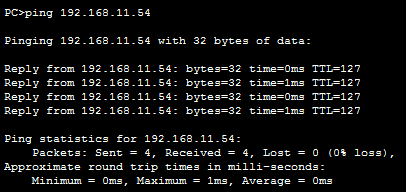 PC>ping 192.168.11.54
Pinging 192.168.11.54 with 32 bytes of data:
Reply from 192.168.11.54: bytes=32 time=0ms TTL=127
Reply from 192.168.11.54: bytes=32 time=1ms TTL=127
Reply from 192.168.11.54: bytes=32 time=0ms TTL=127
Reply from 192.168.11.54: bytes=32 time=1ms TTL=127
Ping statistics for 192.168.11.54:
    Packets: Sent = 4, Received = 4, Lost = 0 (0% loss),
Approximate round trip times in milli-seconds:
    Minimum = 0ms, Maximum = 1ms, Average = 0ms